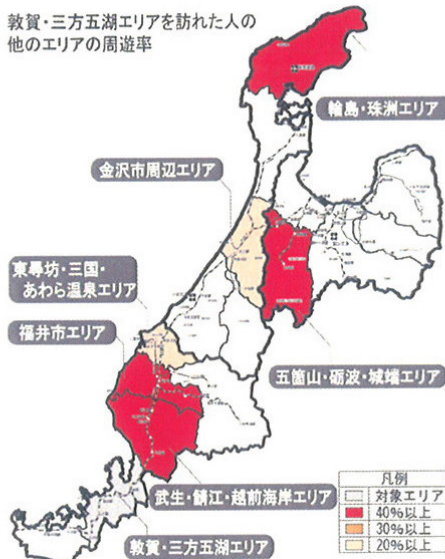 敦賀・三方五湖エリアを訪れた人の
他のエリアの周遊率
輪島・珠洲エリア
金沢市周辺エリア
東尋坊・三国・
あわら温泉エリア
福井市エリア
五箇山・砺波・城端エリア
武生・鯖江・越前海岸エリア
敦賀・三方五湖エリア
凡例
対象エリア
40%以上
30%以上
20%以上